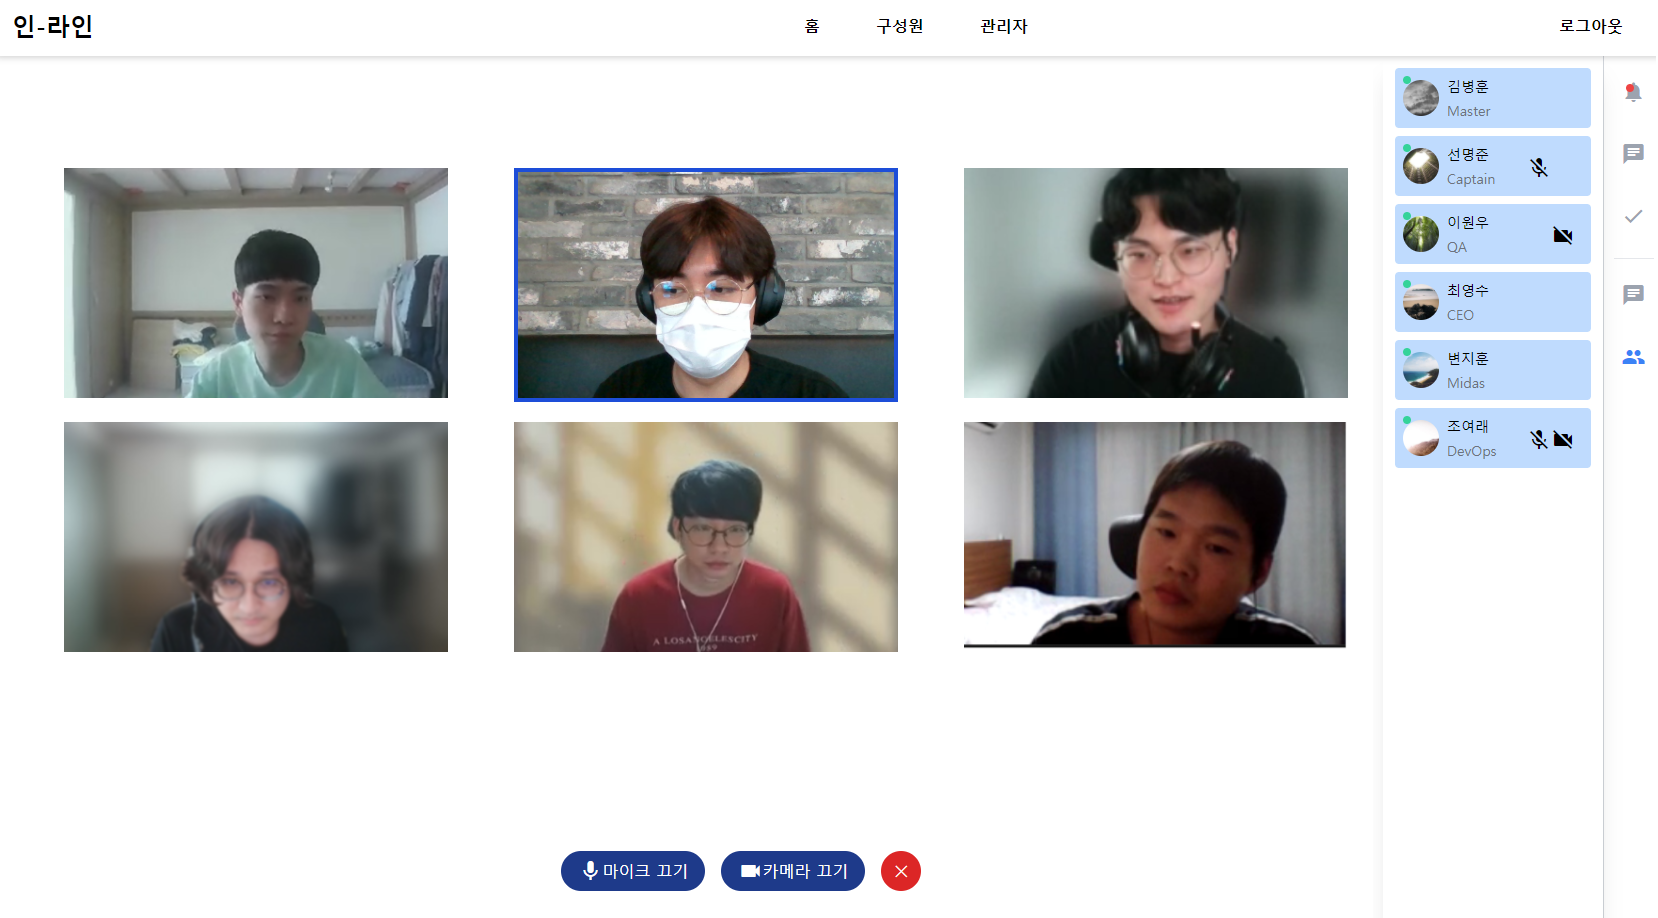 인-라인
홈
구성원
관리자
로그아웃
김병훈
Master
선명준
Captain
이원우
QA
최영수
CEO
변지훈
Midas
조여래
DevOps
A LOSANGELESCITY
마이크 끄기
카메라 끄기